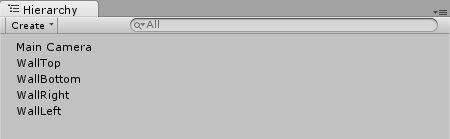 Hierarchy
Create All
Main Camera
WallTop
WallBottom
WallRight
WallLeft